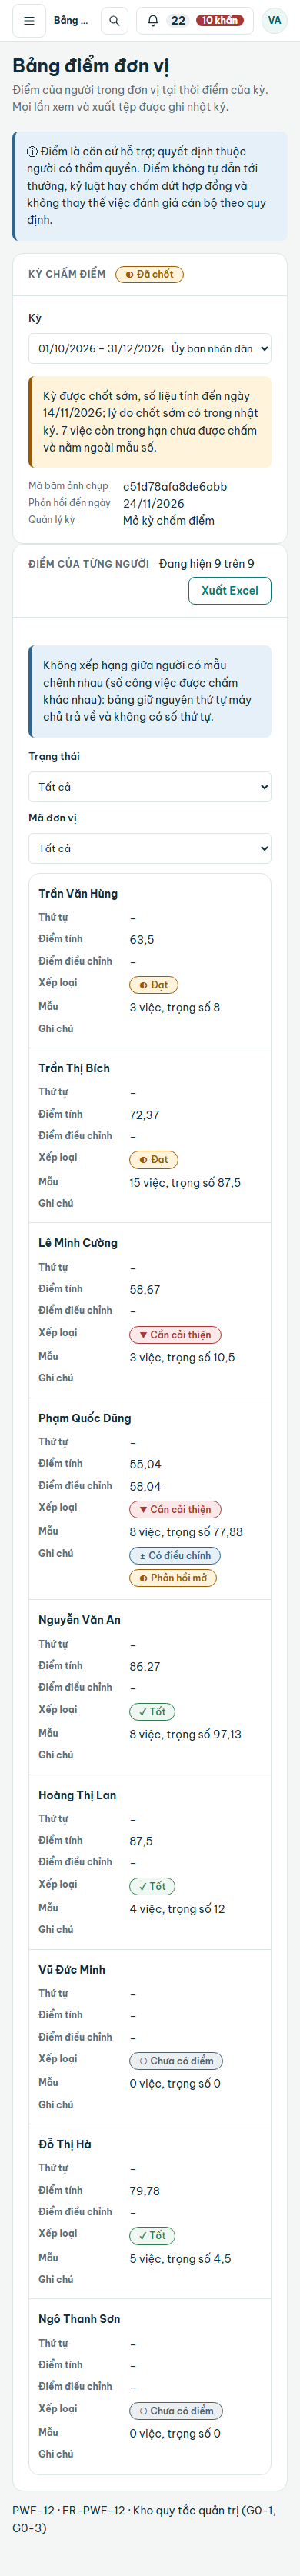 Bảng ...
22
10 khẩn
VA
Bảng điểm đơn vị
Điểm của người trong đơn vị tại thời điểm của kỳ.
Mọi lần xem và xuất tệp được ghi nhật ký.
Điểm là căn cứ hỗ trợ; quyết định thuộc
người có thẩm quyền. Điểm không tự dẫn tới
thưởng, kỷ luật hay chấm dứt hợp đồng và
không thay thế việc đánh giá cán bộ theo quy
định.
KỲ CHẤM ĐIỂM
Đã chốt
Kỳ
01/10/2026 – 31/12/2026 · Ủy ban nhân dân
Kỳ được chốt sớm, số liệu tính đến ngày
14/11/2026; lý do chốt sớm có trong nhật
ký. 7 việc còn trong hạn chưa được chấm
và nằm ngoài mẫu số.
Mã băm ảnh chụp c51d78afa8de6abb
Phản hồi đến ngày 24/11/2026
Quản lý kỳ Mở kỳ chấm điểm
ĐIỂM CỦA TỪNG NGƯỜI Đang hiện 9 trên 9
Xuất Excel
Không xếp hạng giữa người có mẫu
chênh nhau (số công việc được chấm
khác nhau): bảng giữ nguyên thứ tự máy
chủ trả về và không có số thứ tự.
Trạng thái
Tất cả
Mã đơn vị
Tất cả
Trần Văn Hùng
Thứ tự –
Điểm tính 63,5
Điểm điều chỉnh –
Xếp loại Đạt
Mẫu 3 việc, trọng số 8
Ghi chú
Trần Thị Bích
Thứ tự –
Điểm tính 72,37
Điểm điều chỉnh –
Xếp loại Đạt
Mẫu 15 việc, trọng số 87,5
Ghi chú
Lê Minh Cường
Thứ tự –
Điểm tính 58,67
Điểm điều chỉnh –
Xếp loại Cần cải thiện
Mẫu 3 việc, trọng số 10,5
Ghi chú
Phạm Quốc Dũng
Thứ tự –
Điểm tính 55,04
Điểm điều chỉnh 58,04
Xếp loại Cần cải thiện
Mẫu 8 việc, trọng số 77,88
Ghi chú ± Có điều chỉnh
Phản hồi mở
Nguyễn Văn An
Thứ tự –
Điểm tính 86,27
Điểm điều chỉnh –
Xếp loại ✓ Tốt
Mẫu 8 việc, trọng số 97,13
Ghi chú
Hoàng Thị Lan
Thứ tự –
Điểm tính 87,5
Điểm điều chỉnh –
Xếp loại ✓ Tốt
Mẫu 4 việc, trọng số 12
Ghi chú
Vũ Đức Minh
Thứ tự –
Điểm tính –
Điểm điều chỉnh –
Xếp loại Chưa có điểm
Mẫu 0 việc, trọng số 0
Ghi chú
Đỗ Thị Hà
Thứ tự –
Điểm tính 79,78
Điểm điều chỉnh –
Xếp loại ✓ Tốt
Mẫu 5 việc, trọng số 4,5
Ghi chú
Ngô Thanh Sơn
Thứ tự –
Điểm tính –
Điểm điều chỉnh –
Xếp loại Chưa có điểm
Mẫu 0 việc, trọng số 0
Ghi chú
PWF-12 · FR-PWF-12 · Kho quy tắc quản trị (G0-1,
G0-3)